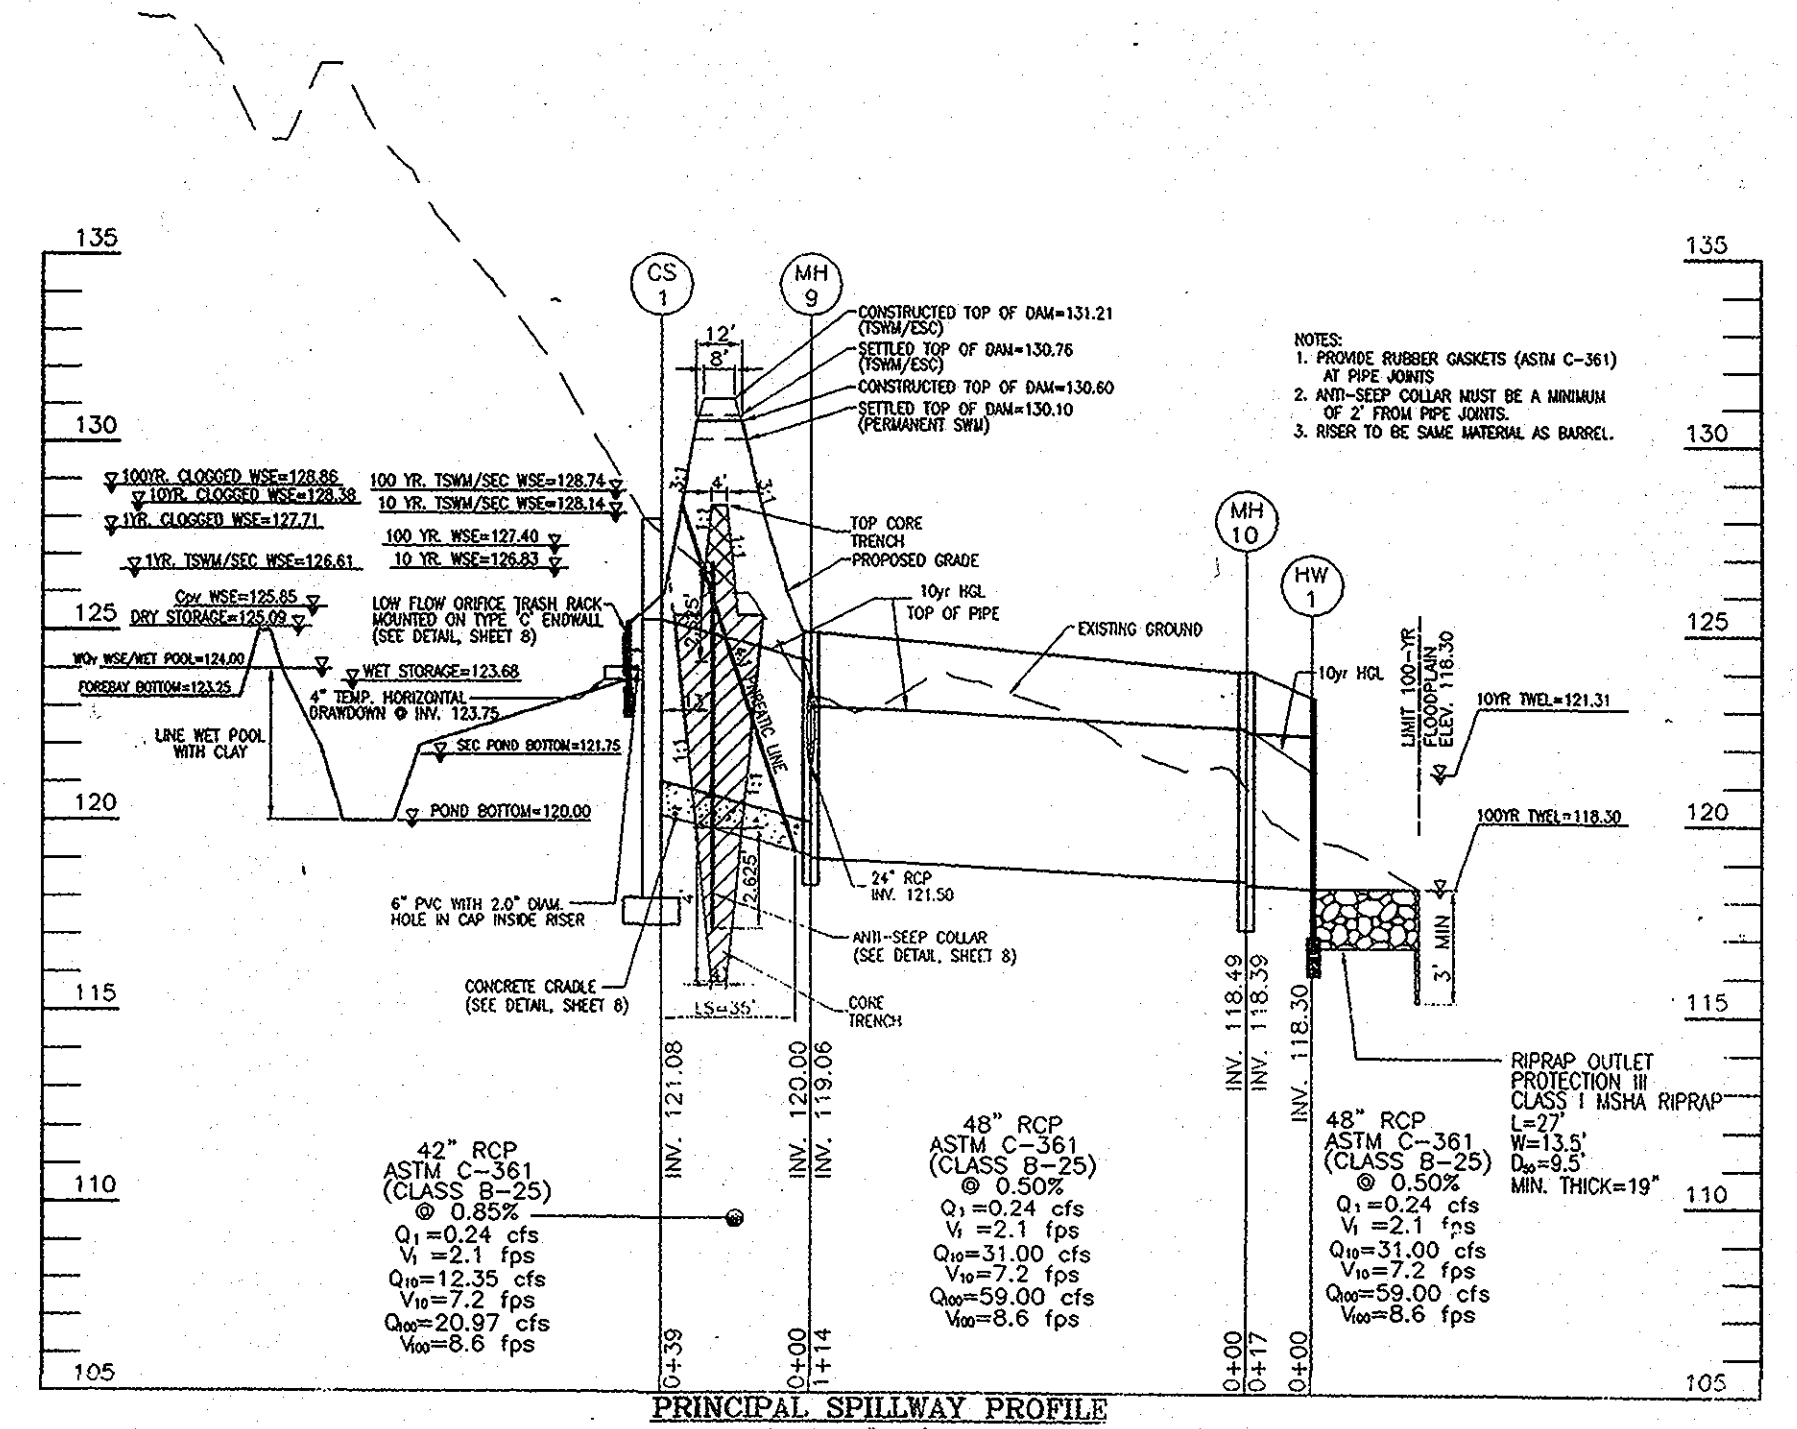 135
135
CS
1
MH
9
12'
8'
CONSTRUCTED TOP OF DAM=131.21
(TSWM/ESC)
SETTLED TOP OF DAM=130.76
(TSWM/ESC)
CONSTRUCTED TOP OF DAM=130.60
SETTLED TOP OF DAM=130.10
(PERMANENT SWM)
NOTES:
1. PROVIDE RUBBER GASKETS (ASTM C-361)
AT PIPE JOINTS
2. ANTI-SEEP COLLAR MUST BE A MINIMUM
OF 2' FROM PIPE JOINTS.
3. RISER TO BE SAME MATERIAL AS BARREL.
130
130
100YR. CLOGGED WSE=128.86
10YR. CLOGGED WSE=128.38
1YR. CLOGGED WSE=127.71
1YR. TSWM/SEC WSE=126.61
100 YR. TSWM/SEC WSE=128.74
10 YR. TSWM/SEC WSE=128.14
100 YR. WSE=127.40
10 YR. WSE=126.83
3:1
4'
3:1
1:1
1:1
TOP CORE
TRENCH
PROPOSED GRADE
10yr HGL
TOP OF PIPE
EXISTING GROUND
MH
10
HW
1
Cpv WSE=125.85
DRY STORAGE=125.09
125
125
WQv WSE/WET POOL=124.00
FOREBAY BOTTOM=123.25
LOW FLOW ORIFICE TRASH RACK
MOUNTED ON TYPE 'C' ENDWALL
(SEE DETAIL, SHEET 8)
WET STORAGE=123.68
4" TEMP. HORIZONTAL
DRAWDOWN @ INV. 123.75
LINE WET POOL
WITH CLAY
SEC POND BOTTOM=121.75
POND BOTTOM=120.00
4:1
PHREATIC LINE
1:1
1:1
10yr HGL
LIMIT 100-YR
FLOODPLAIN
ELEV. 118.30
10YR TWEL=121.31
100YR TWEL=118.30
120
120
2.625'
24" RCP
INV. 121.50
6" PVC WITH 2.0" DIAM.
HOLE IN CAP INSIDE RISER
4'
ANTI-SEEP COLLAR
(SEE DETAIL, SHEET 8)
CONCRETE CRADLE
(SEE DETAIL, SHEET 8)
4'
LS=35'
CORE
TRENCH
3' MIN
115
115
INV. 121.08
INV. 120.00
INV. 119.06
INV. 118.49
INV. 118.39
INV. 118.30
RIPRAP OUTLET
PROTECTION III
CLASS I MSHA RIPRAP
L=27'
W=13.5'
D50=9.5"
MIN. THICK=19"
110
110
42" RCP
ASTM C-361
(CLASS B-25)
@ 0.85%
Q1=0.24 cfs
V1 =2.1 fps
Q10=12.35 cfs
V10=7.2 fps
Q100=20.97 cfs
V100=8.6 fps
48" RCP
ASTM C-361
(CLASS B-25)
@ 0.50%
Q1=0.24 cfs
V1 =2.1 fps
Q10=31.00 cfs
V10=7.2 fps
Q100=59.00 cfs
V100=8.6 fps
48" RCP
ASTM C-361
(CLASS B-25)
@ 0.50%
Q1=0.24 cfs
V1 =2.1 fps
Q10=31.00 cfs
V10=7.2 fps
Q100=59.00 cfs
V100=8.6 fps
0+39
0+00
1+14
0+00
0+17
0+00
105
105
PRINCIPAL SPILLWAY PROFILE